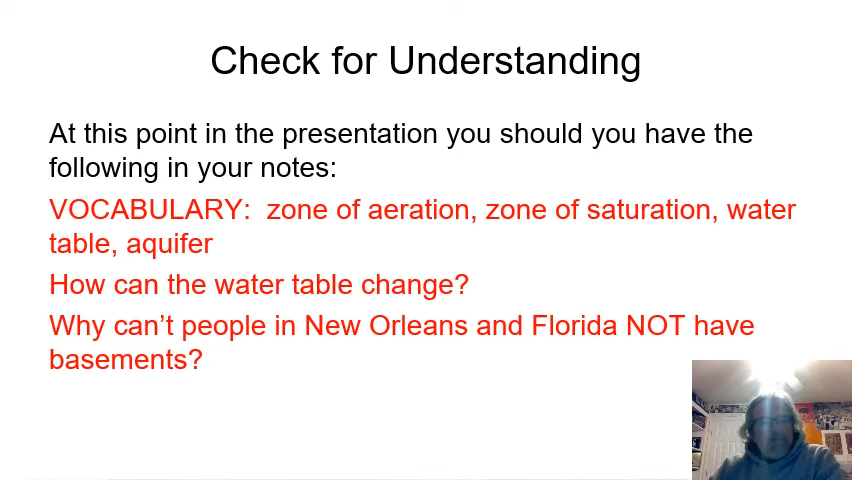 Check for Understanding
At this point in the presentation you should you have the
following in your notes:
VOCABULARY:  zone of aeration, zone of saturation, water
table, aquifer
How can the water table change?
Why can’t people in New Orleans and Florida NOT have
basements?